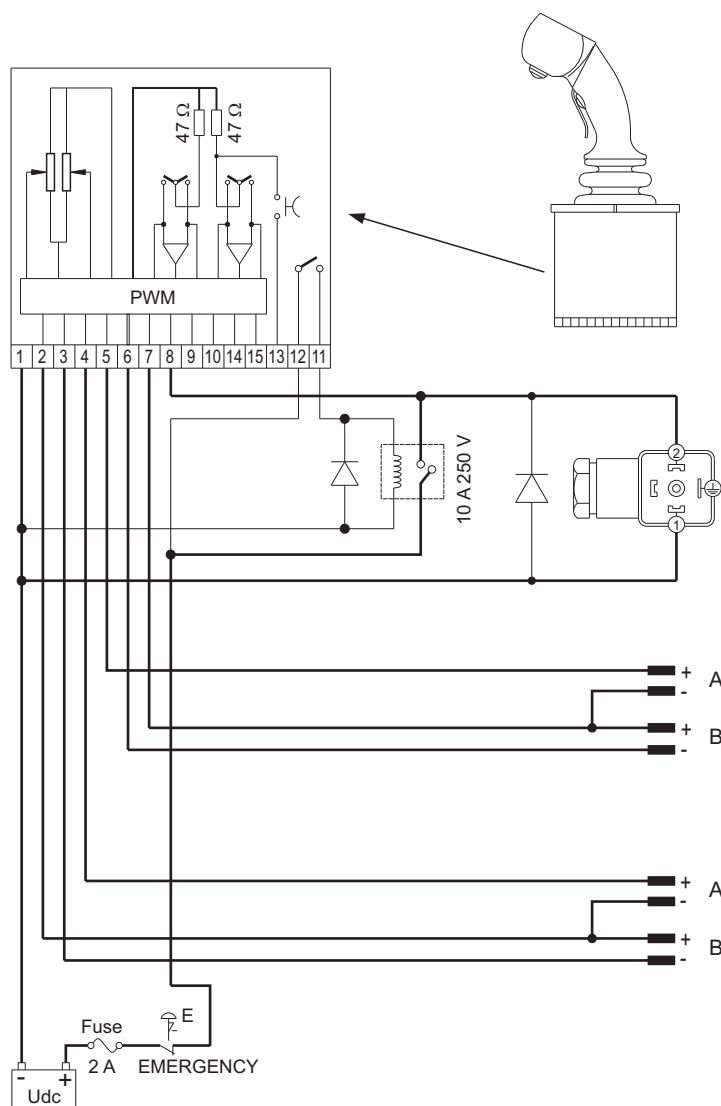 47 Ω
47 Ω
PWM
1 2 3 4 5 6 7 8 9 10 14 15 13 12 11
10 A 250 V
2
1
+ A
-
+ B
-
+ A
-
+ B
-
E
Fuse
2 A EMERGENCY
- +
Udc